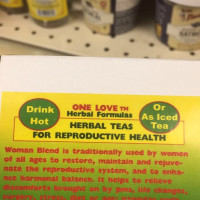 Drink Hot
ONE LOVE™
Herbal Formulas
Or As Iced Tea
HERBAL TEAS
FOR REPRODUCTIVE HEALTH
Woman Blend is traditionally used by women
of all ages to restore, maintain and rejuve-
nate the reproductive system, and to enha-
nce harmonal balance. It helps to relieve
discomforts brought on by pms, life changes,